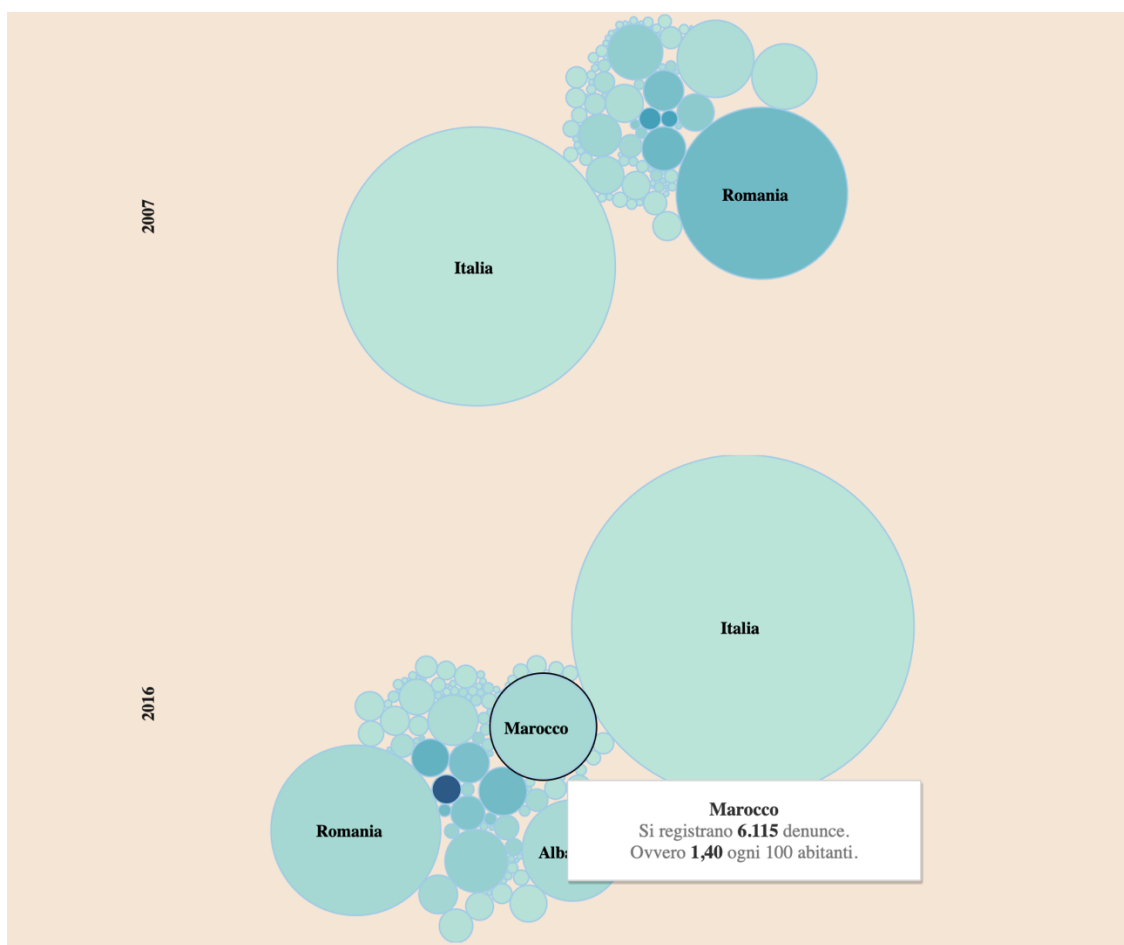 2007
Romania
Italia
2016
Italia
Marocco
Romania
Marocco
Si registrano 6.115 denunce.
Ovvero 1,40 ogni 100 abitanti.